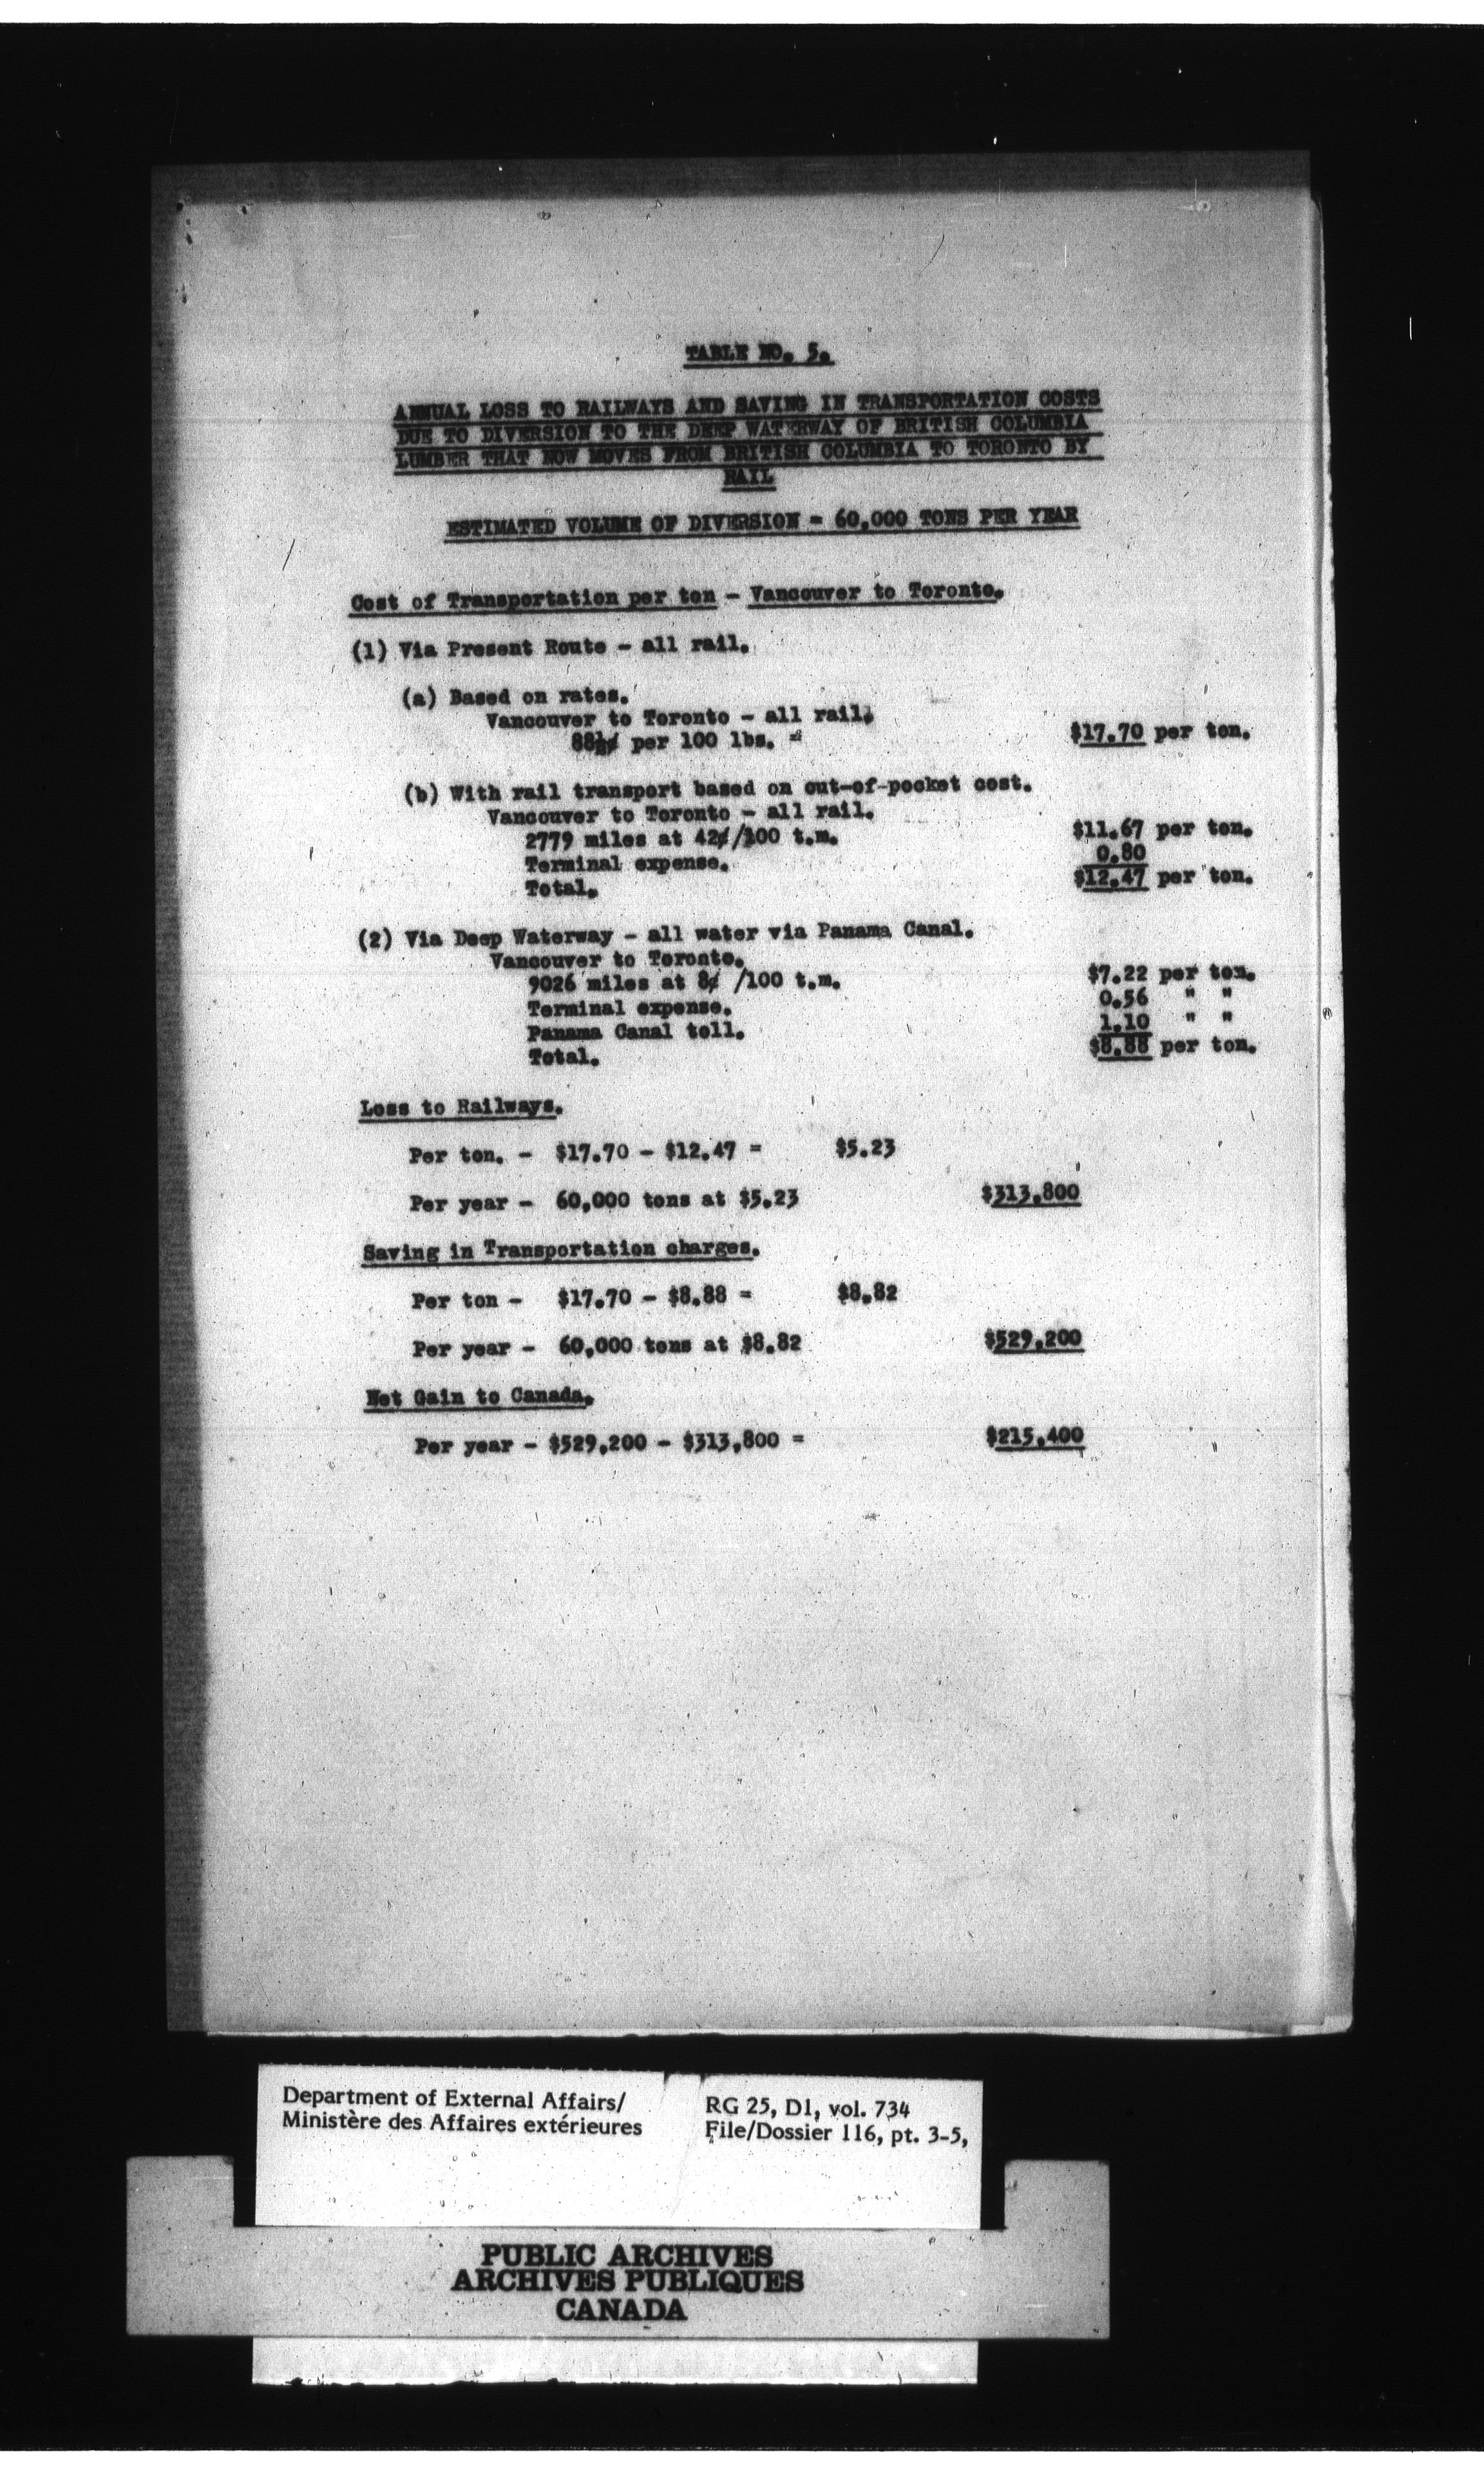 TABLE NO. 5.
ANNUAL LOSS TO RAILWAYS AND SAVING IN TRANSPORTATION COSTS
DUE TO DIVERSION TO THE DEEP WATERWAY OF BRITISH COLUMBIA
LUMBER THAT NOW MOVES FROM BRITISH COLUMBIA TO TORONTO BY
RAIL
ESTIMATED VOLUME OF DIVERSION = 60,000 TONS PER YEAR
Cost of Transportation per ton - Vancouver to Toronto.
(1) Via Present Route - all rail.
(a) Based on rates.
Vancouver to Toronto - all rail.
88½¢ per 100 lbs. = $17.70 per ton.
(b) With rail transport based on out-of-pocket cost.
Vancouver to Toronto - all rail.
2779 miles at 42¢/100 t.m. $11.67 per ton.
Terminal expense. 0.80
Total. $12.47 per ton.
(2) Via Deep Waterway - all water via Panama Canal.
Vancouver to Toronto.
9026 miles at 8¢ /100 t.m. $7.22 per ton.
Terminal expense. 0.56 " "
Panama Canal toll. 1.10 " "
Total. $8.88 per ton.
Loss to Railways.
Per ton. - $17.70 - $12.47 = $5.23
Per year - 60,000 tons at $5.23 $313,800
Saving in Transportation charges.
Per ton - $17.70 - $8.88 = $8.82
Per year - 60,000 tons at $8.82 $529,200
Net Gain to Canada.
Per year - $529,200 - $313,800 = $215,400
Department of External Affairs/ RG 25, D1, vol. 734
Ministère des Affaires extérieures File/Dossier 116, pt. 3-5,
PUBLIC ARCHIVES
ARCHIVES PUBLIQUES
CANADA